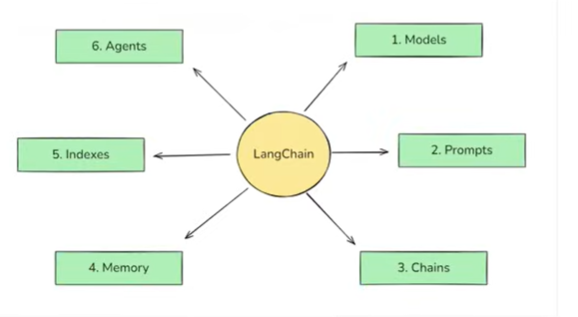 6. Agents
1. Models
5. Indexes
LangChain
2. Prompts
4. Memory
3. Chains